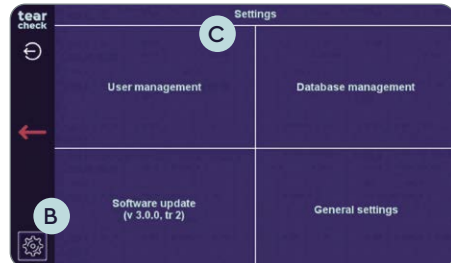 tear
check
Settings
C
User management
Database management
B
Software update
(v 3.0.0, tr 2)
General settings